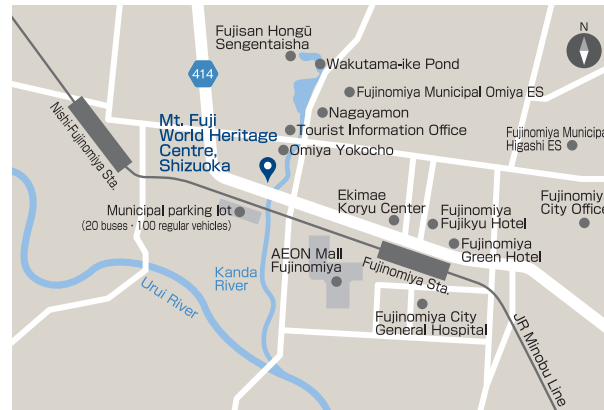 N
Fujisan Hongū
Sengentaisha
414
Wakutama-ike Pond
Fujinomiya Municipal Omiya ES
Nishi-Fujinomiya Sta.
Mt. Fuji
World Heritage
Centre,
Shizuoka
Nagayamon
Tourist Information Office
Omiya Yokocho
Fujinomiya Municipa
Higashi ES
Municipal parking lot
(20 buses · 100 regular vehicles)
Ekimae
Koryu Center
Fujinomiya
Fujikyu Hotel
Fujinomiya
City Office
Fujinomiya
Green Hotel
Urui River
Kanda
River
AEON Mall
Fujinomiya
Fujinomiya Sta.
Fujinomiya City
General Hospital
JR Minobu Line